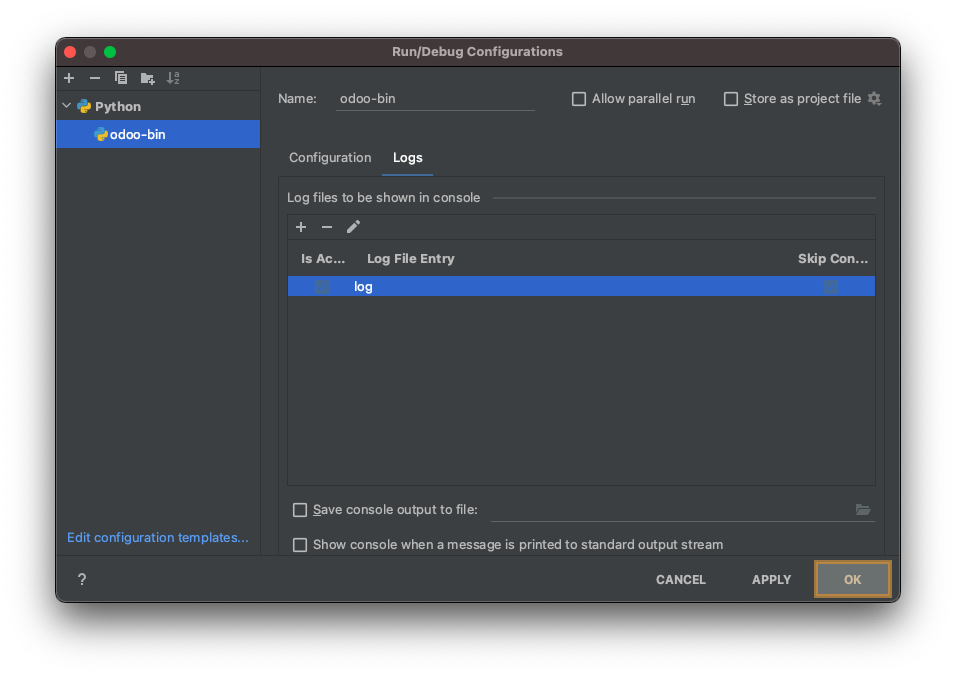 Run/Debug Configurations
Python
odoo-bin
Edit configuration templates...
Name: odoo-bin
Allow parallel run
Store as project file
Configuration Logs
Log files to be shown in console
Is Ac... Log File Entry Skip Con...
log
Save console output to file:
Show console when a message is printed to standard output stream
? CANCEL APPLY OK